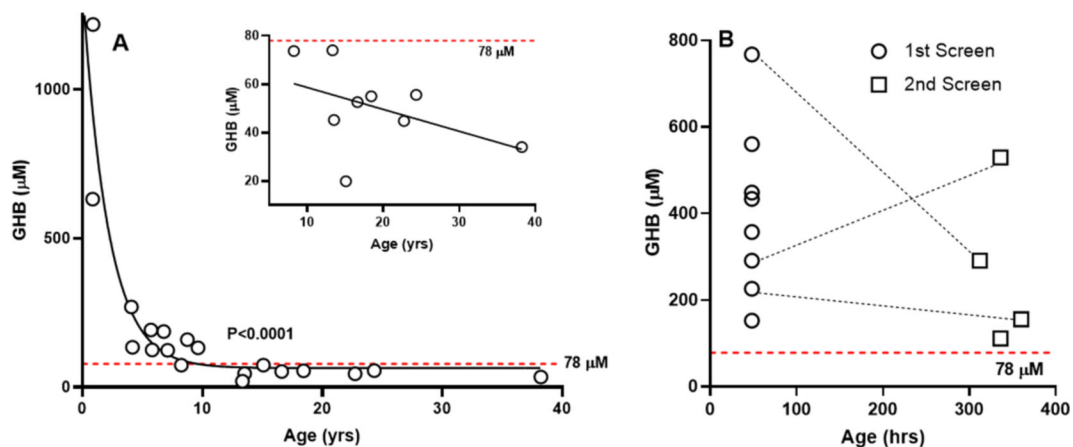 A
GHB (µM)
1000
500
0
P<0.0001
78 µM
0
10
20
30
40
Age (yrs)
78 µM
GHB (µM)
80
60
40
20
10
20
30
40
Age (yrs)
B
1st Screen
2nd Screen
GHB (µM)
800
600
400
200
0
78 µM
0
100
200
300
400
Age (hrs)